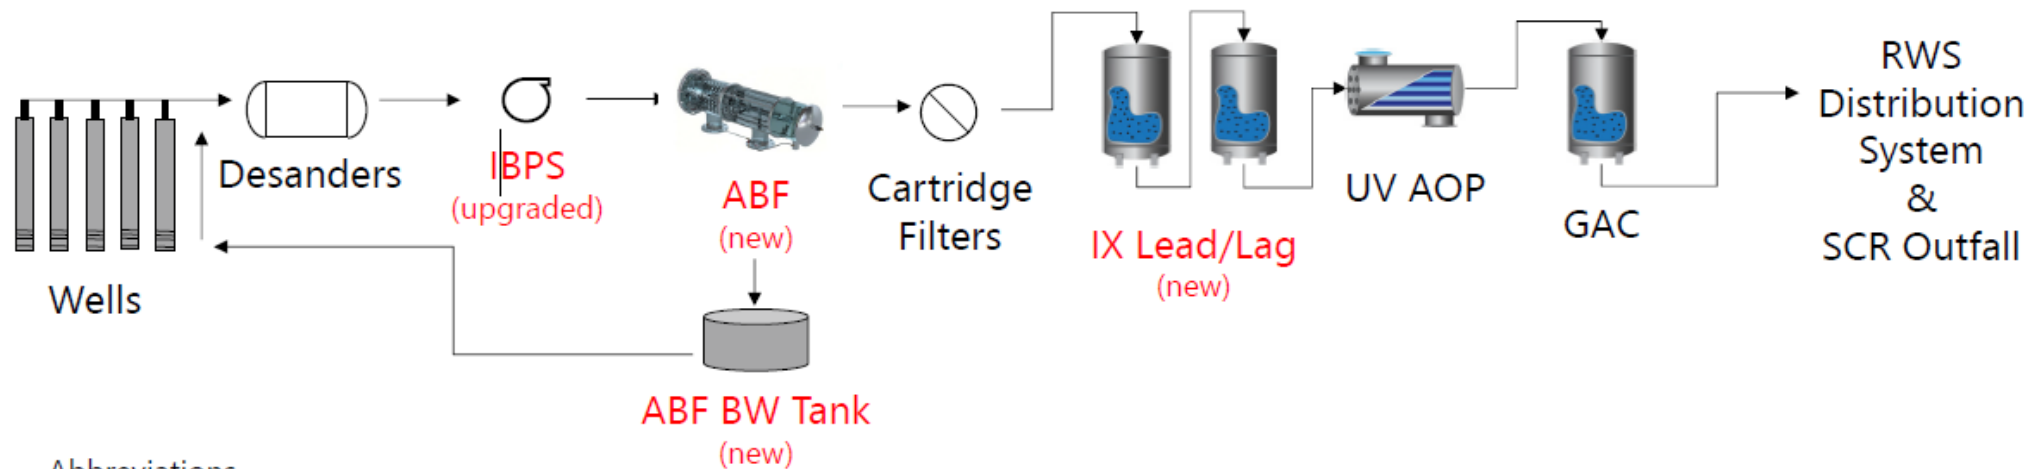 Wells
Desanders
IBPS
(upgraded)
ABF
(new)
ABF BW Tank
(new)
Cartridge
Filters
IX Lead/Lag
(new)
UV AOP
GAC
RWS
Distribution
System
&
SCR Outfall
Abbreviations